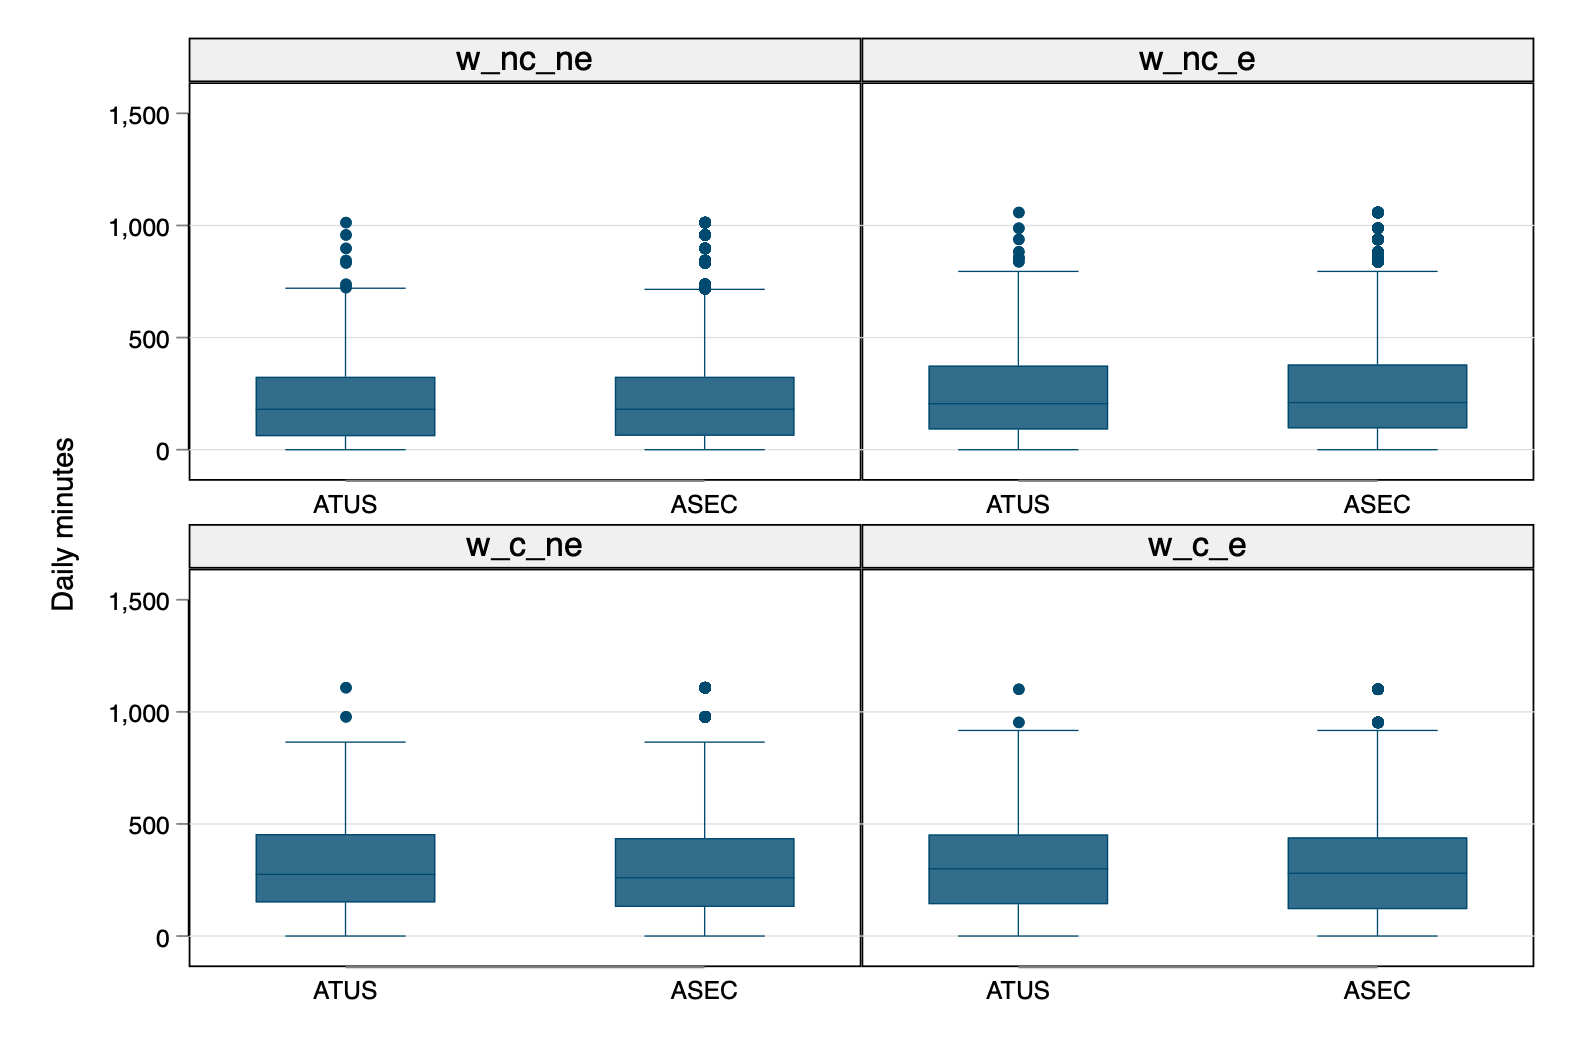 w_nc_ne
w_nc_e
1,500
1,000
500
0
ATUS
ASEC
ATUS
ASEC
Daily minutes
w_c_ne
w_c_e
1,500
1,000
500
0
ATUS
ASEC
ATUS
ASEC